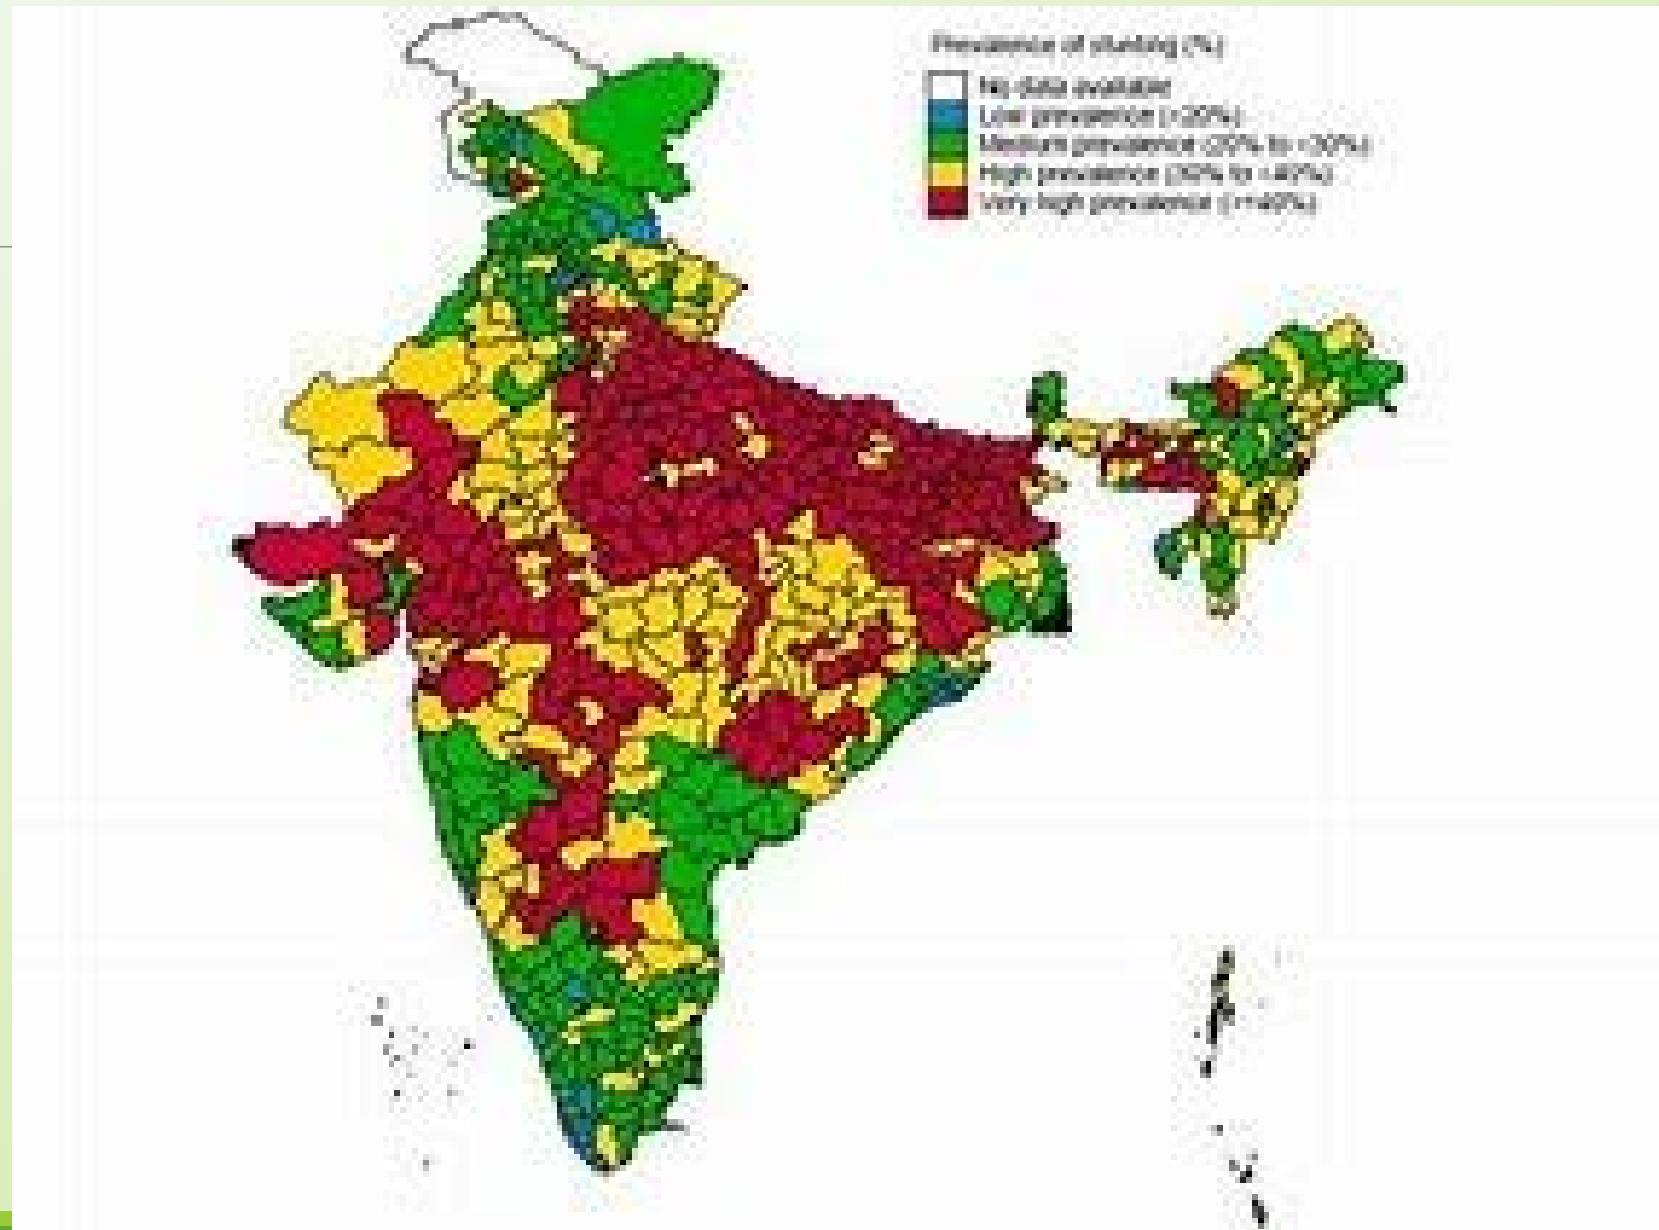 Prevalence of stunting (%)
No data available
Low prevalence (<20%)
Medium prevalence (20% to <30%)
High prevalence (30% to <40%)
Very high prevalence (>=40%)